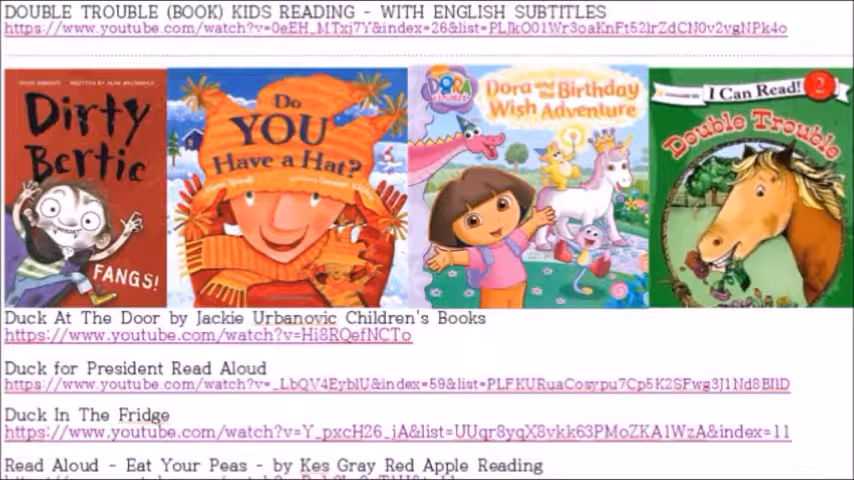 DOUBLE TROUBLE (BOOK) KIDS READING - WITH ENGLISH SUBTITLES
https://www.youtube.com/watch?v=0eEH_MTxj7Y&index=26&list=PLJkO01Wr3oaKnFt52irZdCN0v2vgNPk4o
Dirty
Bertie
FANGS!
Do
YOU
Have a Hat?
DORA
Dora and the Birthday
Wish Adventure
I Can Read!
2
Double Trouble
Duck At The Door by Jackie Urbanovic Children's Books
https://www.youtube.com/watch?v=Hi8RQefNCTo
Duck for President Read Aloud
https://www.youtube.com/watch?v=_LbQV4EybIU&index=59&list=PLFKURuaCosypu7Cp5K2SFwg3J1Nd8BIID
Duck In The Fridge
https://www.youtube.com/watch?v=Y_pxcH26_jA&list=UUqr8yqX8vkk63PMoZKA1WzA&index=11
Read Aloud - Eat Your Peas - by Kes Gray Red Apple Reading